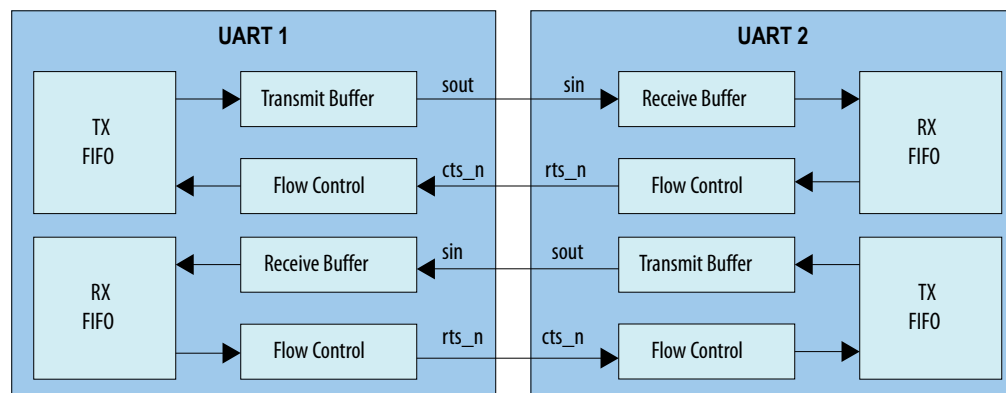 UART 1
UART 2
TX
FIFO
Transmit Buffer
sout
sin
Receive Buffer
RX
FIFO
Flow Control
cts_n
rts_n
Flow Control
RX
FIFO
Receive Buffer
sin
sout
Transmit Buffer
TX
FIFO
Flow Control
rts_n
cts_n
Flow Control